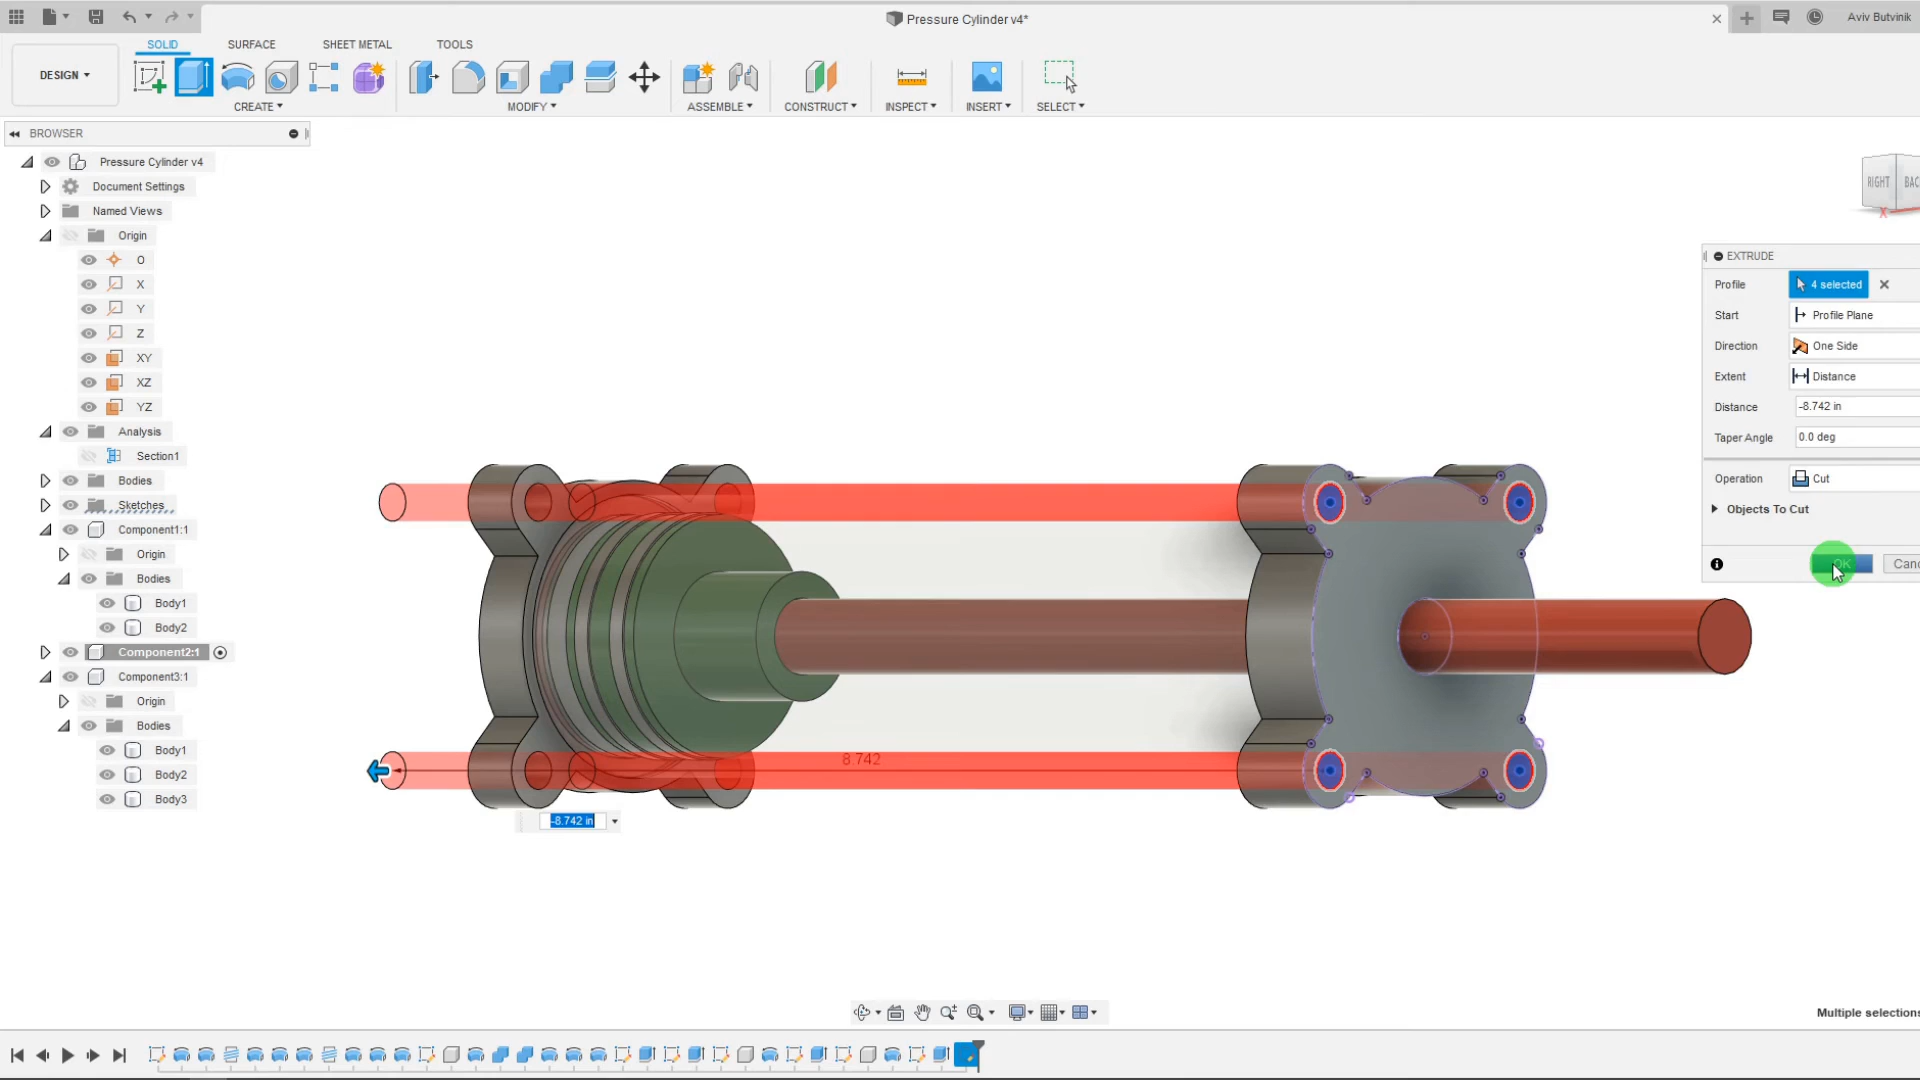 Pressure Cylinder v4*
Aviv Butvinik
SOLID
SURFACE
SHEET METAL
TOOLS
DESIGN
CREATE
MODIFY
ASSEMBLE
CONSTRUCT
INSPECT
INSERT
SELECT
BROWSER
Pressure Cylinder v4
Document Settings
Named Views
Origin
O
X
Y
Z
XY
XZ
YZ
Analysis
Section1
Bodies
Sketches
Component1:1
Origin
Bodies
Body1
Body2
Component2:1
Component3:1
Origin
Bodies
Body1
Body2
Body3
RIGHT
BAC
X
EXTRUDE
Profile
4 selected
Start
Profile Plane
Direction
One Side
Extent
Distance
Distance
-8.742 in
Taper Angle
0.0 deg
Operation
Cut
Objects To Cut
OK
Canc
8.742
-8.742 in
Multiple selections